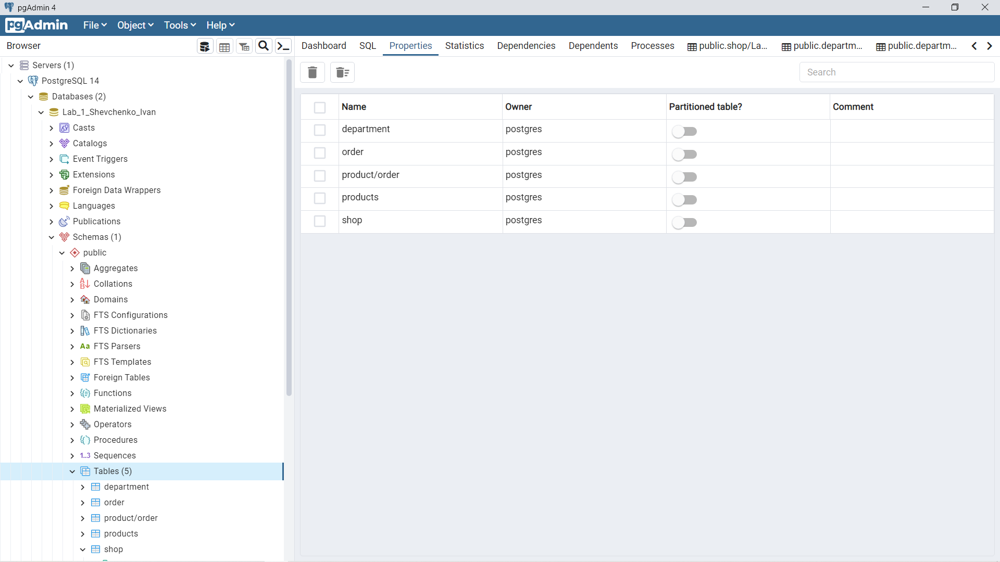 pgAdmin 4
pgAdmin File Object Tools Help
Browser
Dashboard SQL Properties Statistics Dependencies Dependents Processes public.shop/La... public.departm... public.departm...
Search
Servers (1)
PostgreSQL 14
Databases (2)
Lab_1_Shevchenko_Ivan
Casts
Catalogs
Event Triggers
Extensions
Foreign Data Wrappers
Languages
Publications
Schemas (1)
public
Aggregates
Collations
Domains
FTS Configurations
FTS Dictionaries
Aa FTS Parsers
FTS Templates
Foreign Tables
Functions
Materialized Views
Operators
Procedures
1..3 Sequences
Tables (5)
department
order
product/order
products
shop
Name Owner Partitioned table? Comment
department postgres
order postgres
product/order postgres
products postgres
shop postgres